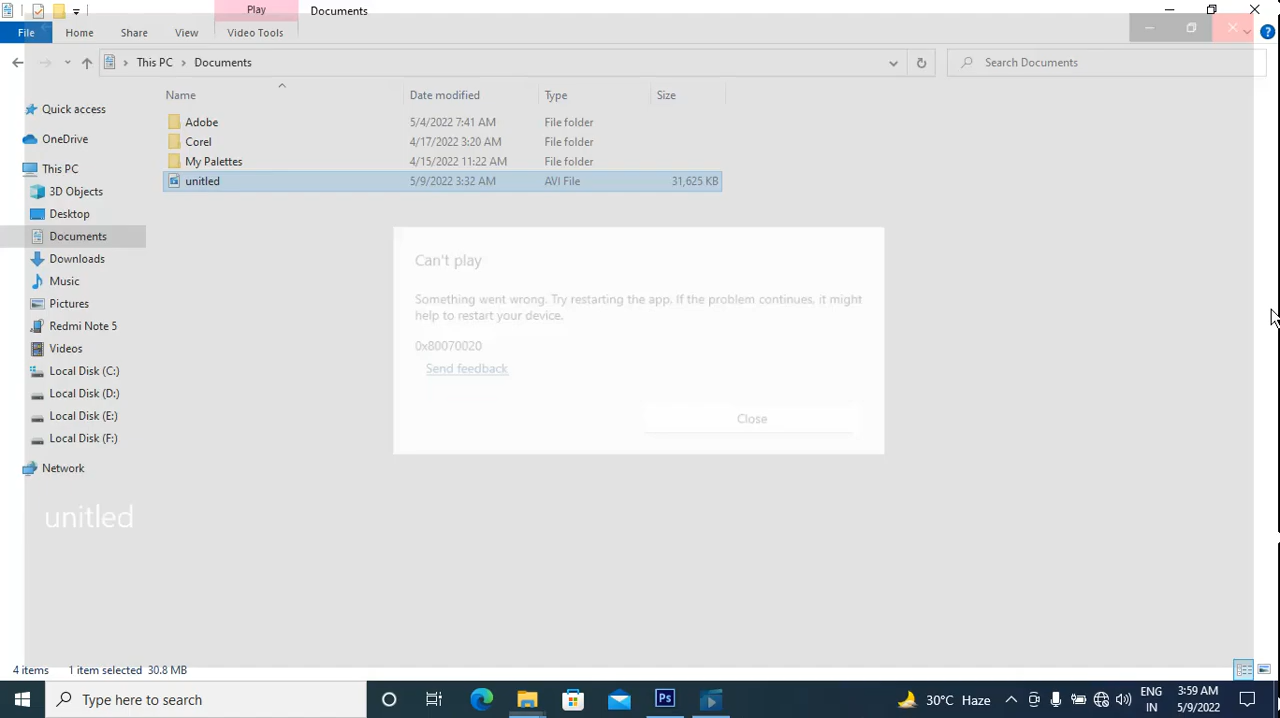 Play
Documents
File
Home
Share
View
Video Tools
This PC
Documents
Search Documents
Name
Date modified
Type
Size
Adobe
5/4/2022 7:41 AM
File folder
Corel
4/17/2022 3:20 AM
File folder
My Palettes
4/15/2022 11:22 AM
File folder
unitled
5/9/2022 3:32 AM
AVI File
31,625 KB
Quick access
OneDrive
This PC
3D Objects
Desktop
Documents
Downloads
Music
Pictures
Redmi Note 5
Videos
Local Disk (C:)
Local Disk (D:)
Local Disk (E:)
Local Disk (F:)
Network
Can't play
Something went wrong. Try restarting the app. If the problem continues, it might
help to restart your device.
0x80070020
Send feedback
Close
unitled
4 items
1 item selected 30.8 MB
Type here to search
Ps
30°C Haze
ENG
IN
3:59 AM
5/9/2022